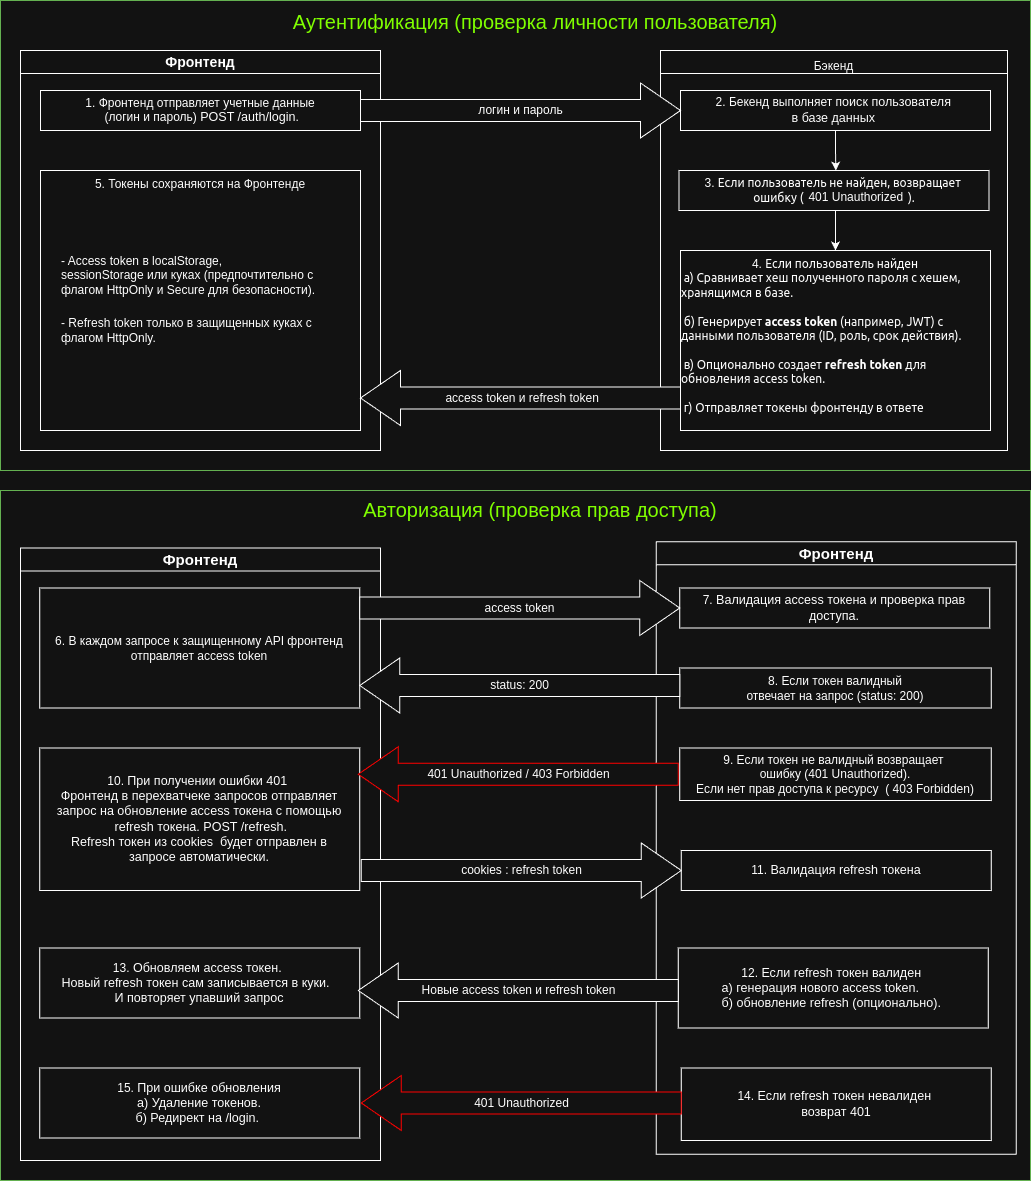 Аутентификация (проверка личности пользователя)
Фронтенд
Бэкенд
1. Фронтенд отправляет учетные данные
(логин и пароль) POST /auth/login.
логин и пароль
2. Бекенд выполняет поиск пользователя
в базе данных
3. Если пользователь не найден, возвращает
ошибку ( 401 Unauthorized ).
5. Токены сохраняются на Фронтенде
- Access token в localStorage,
sessionStorage или куках (предпочтительно с
флагом HttpOnly и Secure для безопасности).
- Refresh token только в защищенных куках с
флагом HttpOnly.
4. Если пользователь найден
а) Сравнивает хеш полученного пароля с хешем,
хранящимся в базе.
б) Генерирует access token (например, JWT) с
данными пользователя (ID, роль, срок действия).
в) Опционально создает refresh token для
обновления access token.
г) Отправляет токены фронтенду в ответе
access token и refresh token
Авторизация (проверка прав доступа)
Фронтенд
Фронтенд
6. В каждом запросе к защищенному API фронтенд
отправляет access token
access token
7. Валидация access токена и проверка прав
доступа.
status: 200
8. Если токен валидный
отвечает на запрос (status: 200)
401 Unauthorized / 403 Forbidden
9. Если токен не валидный возвращает
ошибку (401 Unauthorized).
Если нет прав доступа к ресурсу ( 403 Forbidden)
10. При получении ошибки 401
Фронтенд в перехватчеке запросов отправляет
запрос на обновление access токена с помощью
refresh токена. POST /refresh.
Refresh токен из cookies будет отправлен в
запросе автоматически.
cookies : refresh token
11. Валидация refresh токена
13. Обновляем access токен.
Новый refresh токен сам записывается в куки.
И повторяет упавший запрос
Новые access token и refresh token
12. Если refresh токен валиден
а) генерация нового access token.
б) обновление refresh (опционально).
15. При ошибке обновления
а) Удаление токенов.
б) Редирект на /login.
401 Unauthorized
14. Если refresh токен невалиден
возврат 401